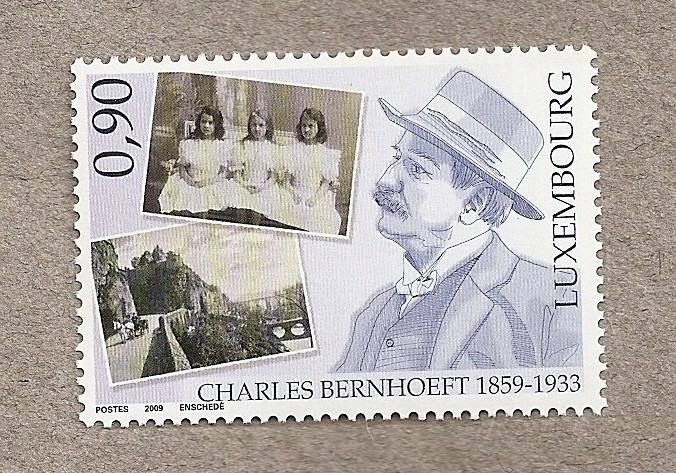 0,90
LUXEMBOURG
CHARLES BERNHOEFT 1859-1933
POSTES 2009 ENSCHEDÉ